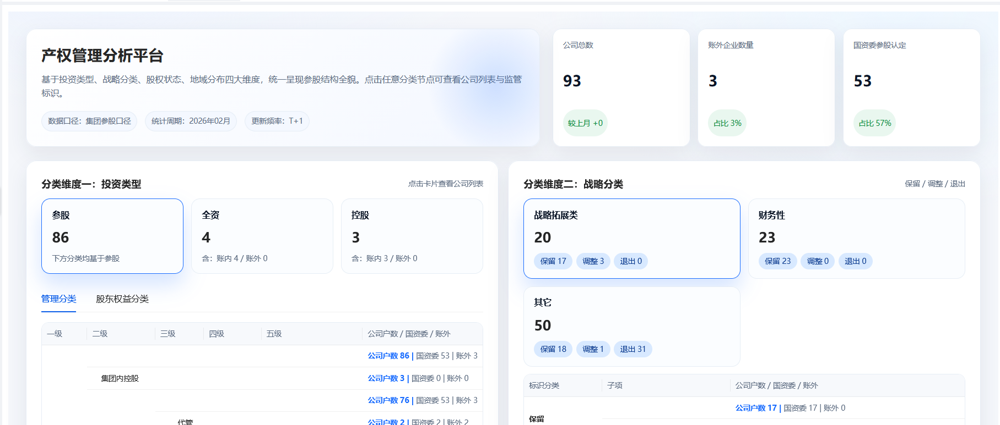 产权管理分析平台
基于投资类型、战略分类、股权状态、地域分布四大维度，统一呈现参股结构全貌。点击任意分类节点可查看公司列表与监管
标识。
数据口径：集团参股口径
统计周期：2026年02月
更新频率：T+1
公司总数
93
较上月 +0
账外企业数量
3
占比 3%
国资委参股认定
53
占比 57%
分类维度一：投资类型
点击卡片查看公司列表
参股
86
下方分类均基于参股
全资
4
含：账内 4 / 账外 0
控股
3
含：账内 3 / 账外 0
管理分类
股东权益分类
一级
二级
三级
四级
五级
公司户数 / 国资委 / 账外
公司户数 86 | 国资委 53 | 账外 3
集团内控股
公司户数 3 | 国资委 0 | 账外 0
公司户数 76 | 国资委 53 | 账外 3
代管
公司户数 2 | 国资委 2 | 账外 2
分类维度二：战略分类
保留 / 调整 / 退出
战略拓展类
20
保留 17
调整 3
退出 0
财务性
23
保留 23
调整 0
退出 0
其它
50
保留 18
调整 1
退出 31
标识分类
子项
公司户数 / 国资委 / 账外
公司户数 17 | 国资委 17 | 账外 0
保留